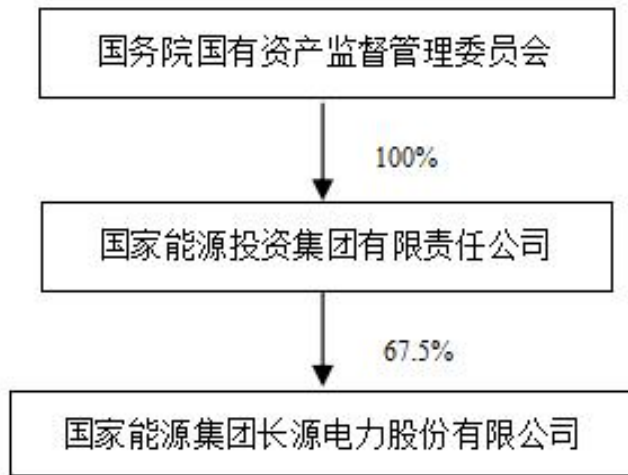 国务院国有资产监督管理委员会
100%
国家能源投资集团有限责任公司
67.5%
国家能源集团长源电力股份有限公司